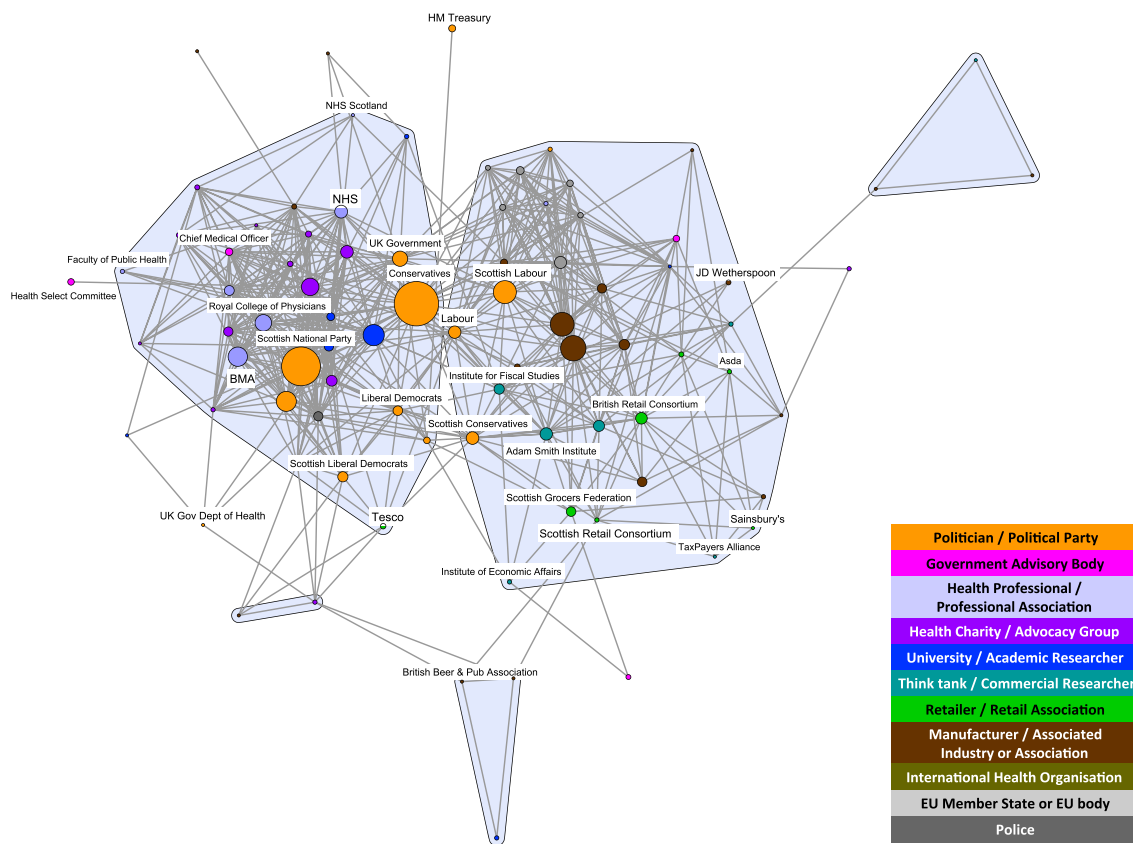 HM Treasury
NHS Scotland
NHS
Chief Medical Officer
UK Government
Faculty of Public Health
Conservatives
Scottish Labour
JD Wetherspoon
Health Select Committee
Royal College of Physicians
Labour
Scottish National Party
Asda
BMA
Institute for Fiscal Studies
Liberal Democrats
British Retail Consortium
Scottish Conservatives
Adam Smith Institute
Scottish Liberal Democrats
Scottish Grocers Federation
UK Gov Dept of Health
Tesco
Sainsbury's
Scottish Retail Consortium
TaxPayers Alliance
Institute of Economic Affairs
British Beer & Pub Association
Politician / Political Party
Government Advisory Body
Health Professional /
Professional Association
Health Charity / Advocacy Group
University / Academic Researcher
Think tank / Commercial Researcher
Retailer / Retail Association
Manufacturer / Associated
Industry or Association
International Health Organisation
EU Member State or EU body
Police